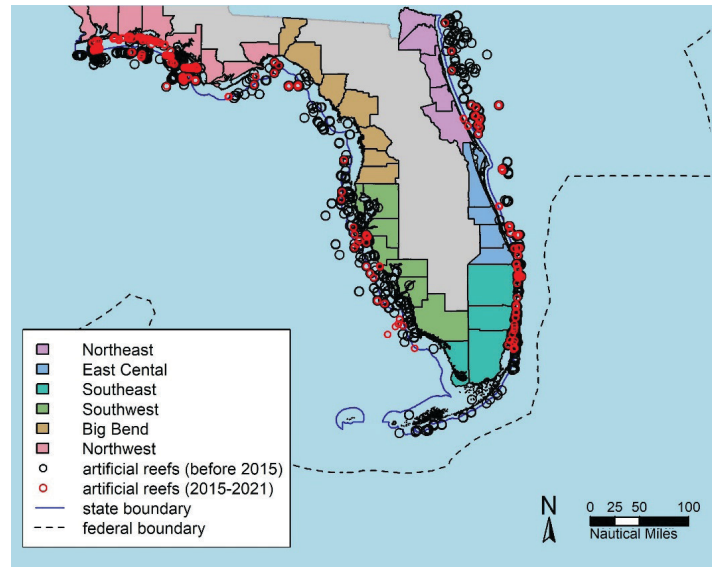 Northeast
East Cental
Southeast
Southwest
Big Bend
Northwest
artificial reefs (before 2015)
artificial reefs (2015-2021)
state boundary
federal boundary
N
0 25 50 100
Nautical Miles